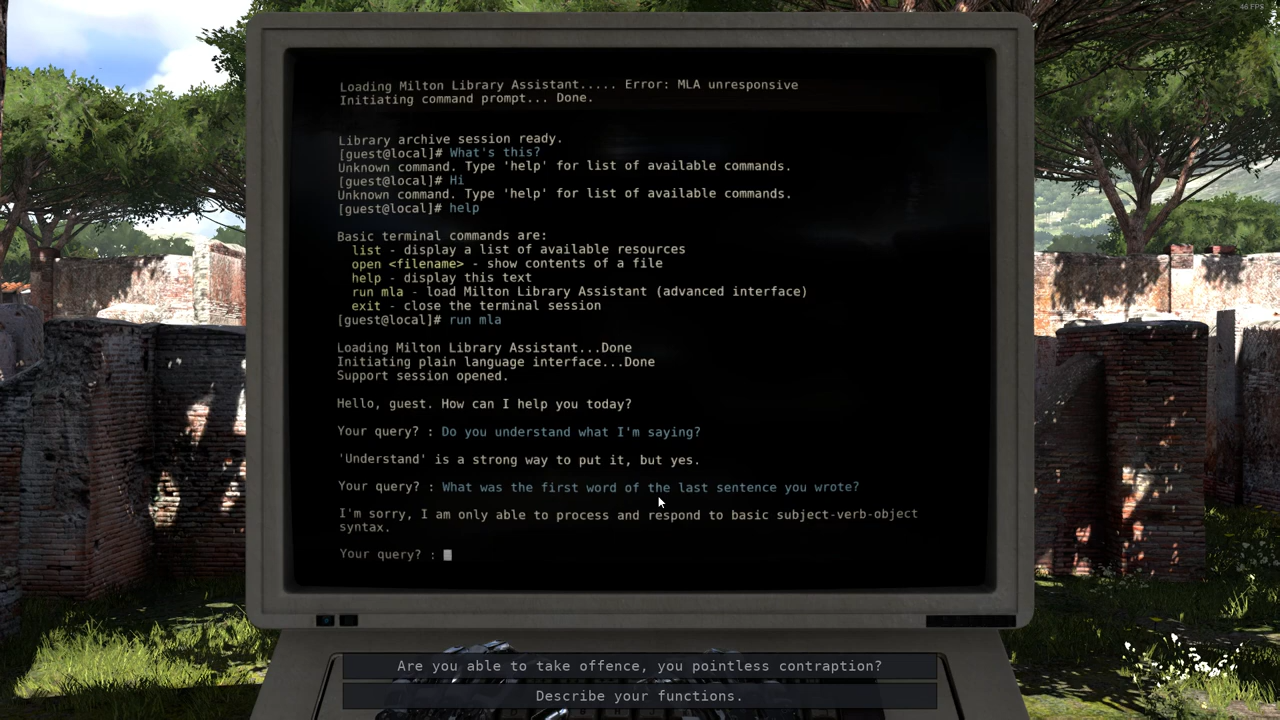 46 FPS
Loading Milton Library Assistant..... Error: MLA unresponsive
Initiating command prompt... Done.
Library archive session ready.
[guest@local]# What's this?
Unknown command. Type 'help' for list of available commands.
[guest@local]# Hi
Unknown command. Type 'help' for list of available commands.
[guest@local]# help
Basic terminal commands are:
list - display a list of available resources
open <filename> - show contents of a file
help - display this text
run mla - load Milton Library Assistant (advanced interface)
exit - close the terminal session
[guest@local]# run mla
Loading Milton Library Assistant...Done
Initiating plain language interface...Done
Support session opened.
Hello, guest. How can I help you today?
Your query? : Do you understand what I'm saying?
'Understand' is a strong way to put it, but yes.
Your query? : What was the first word of the last sentence you wrote?
I'm sorry, I am only able to process and respond to basic subject-verb-object
syntax.
Your query? :
Are you able to take offence, you pointless contraption?
Describe your functions.